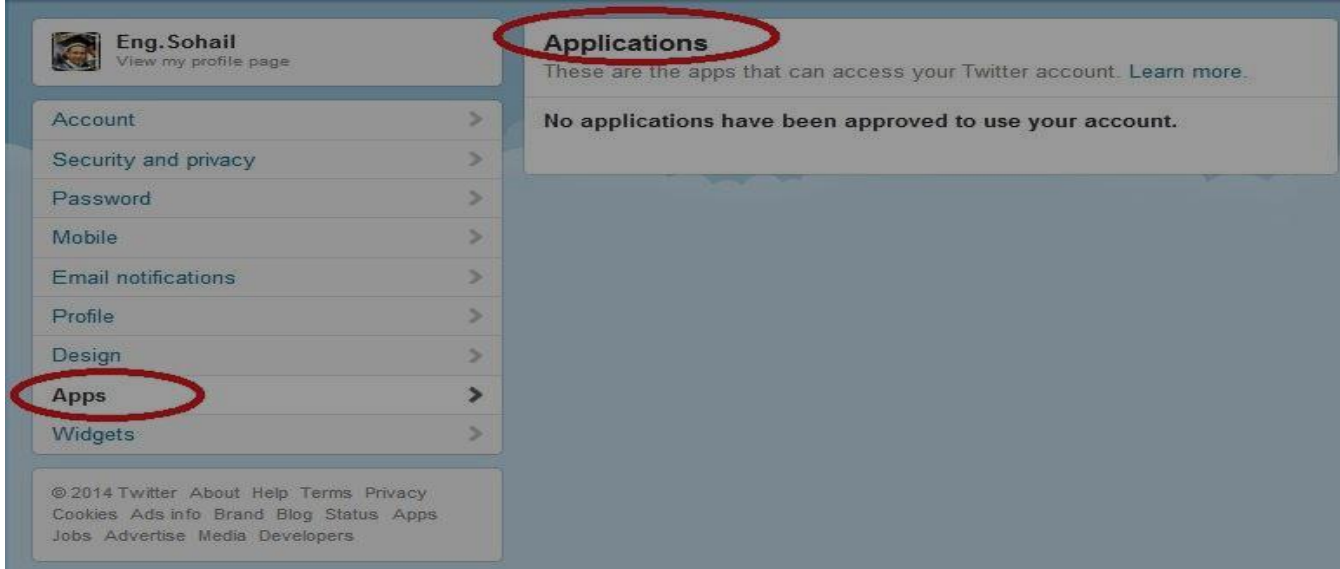 Eng.Sohail
View my profile page
Account
Security and privacy
Password
Mobile
Email notifications
Profile
Design
Apps
Widgets
© 2014 Twitter About Help Terms Privacy
Cookies Ads info Brand Blog Status Apps
Jobs Advertise Media Developers
Applications
These are the apps that can access your Twitter account. Learn more.
No applications have been approved to use your account.